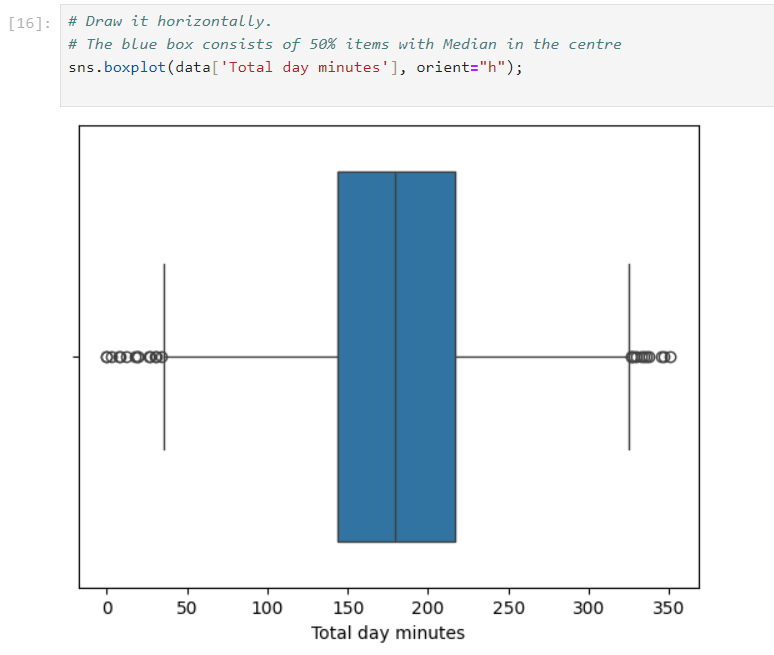 [16]:
# Draw it horizontally.
# The blue box consists of 50% items with Median in the centre
sns.boxplot(data['Total day minutes'], orient="h");
0 50 100 150 200 250 300 350
Total day minutes